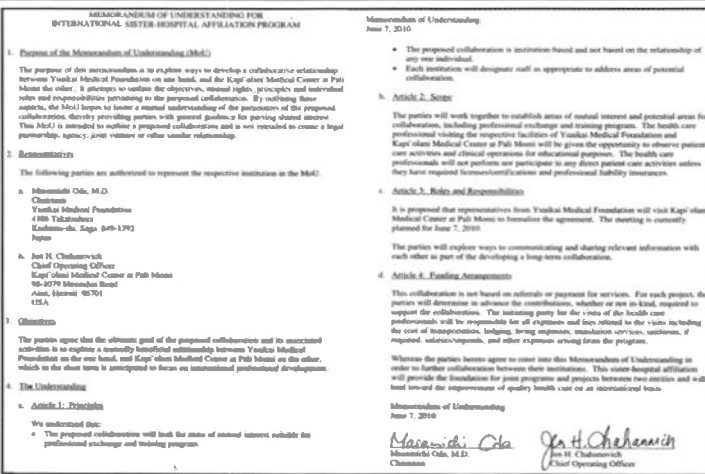 MEMORANDUM OF UNDERSTANDING FOR
INTERNATIONAL SISTER-HOSPITAL AFFILIATION PROGRAM
1. Purpose of the Memorandum of Understanding (MoU)
The purpose of this memorandum is to explore ways to develop a collaborative relationship
between Yuaikai Medical Foundation on one hand, and the Kapi'olani Medical Center at Pali
Momi the other. It attempts to outline the objectives, mutual rights, principles and individual
roles and responsibilities pertaining to the proposed collaboration. By outlining these
aspects, the MoU hopes to foster a mutual understanding of the parameters of the proposed
collaboration, thereby providing parties with general guidance for pursuing shared interest.
This MoU is intended to outline a proposed collaboration and is not intended to create a legal
partnership, agency, joint venture or other similar relationship.
2. Representatives
The following parties are authorized to represent the respective institution in the MoU.
a. Masamichi Oda, M.D.
Chairman
Yuaikai Medical Foundation
4306 Takatsuhara
Kashima-shi, Saga 849-1392
Japan
b. Jen H. Chahanovich
Chief Operating Officer
Kapi'olani Medical Center at Pali Momi
98-1079 Moanalua Road
Aiea, Hawaii 96701
USA
3. Objectives
The parties agree that the ultimate goal of the proposed collaboration and its associated
activities is to explore a mutually beneficial relationship between Yuaikai Medical
Foundation on the one hand, and Kapi'olani Medical Center at Pali Momi on the other,
which in the short term is anticipated to focus on international professional development.
4. The Understanding
a. Article 1: Principles
We understand that:
• The proposed collaboration will look the areas of mutual interest suitable for
professional exchange and training program.
Memorandum of Understanding
June 7, 2010
• The proposed collaboration is institution-based and not based on the relationship of
any one individual.
• Each institution will designate staff as appropriate to address areas of potential
collaboration.
b. Article 2: Scope
The parties will work together to establish areas of mutual interest and potential areas for
collaboration, including professional exchange and training program. The health care
professional visiting the respective facilities of Yuaikai Medical Foundation and
Kapi'olani Medical Center at Pali Momi will be given the opportunity to observe patient
care activities and clinical operations for educational purposes. The health care
professionals will not perform nor participate in any direct patient care activities unless
they have required licenses/certifications and professional liability insurances.
c. Article 3: Roles and Responsibilities
It is proposed that representatives from Yuaikai Medical Foundation will visit Kapi'olani
Medical Center at Pali Momi to formalize the agreement. The meeting is currently
planned for June 7, 2010.
The parties will explore ways to communicating and sharing relevant information with
each other as part of the developing a long-term collaboration.
d. Article 4: Funding Arrangements
This collaboration is not based on referrals or payment for services. For each project, the
parties will determine in advance the contributions, whether or not in-kind, required to
support the collaboration. The initiating party for the visits of the health care
professionals will be responsible for all expenses and fees related to the visits including
the cost of transportation, lodging, living expenses, translation services, uniforms, if
required, salaries/stipends, and other expenses arising from the program.
Whereas the parties hereto agree to enter into this Memorandum of Understanding in
order to further collaboration between their institutions. This sister-hospital affiliation
will provide the foundation for joint programs and projects between two entities and will
lead toward the improvement of quality health care on an international basis.
Memorandum of Understanding
June 7, 2010
Masamichi Oda
Jen H. Chahanovich
Masamichi Oda, M.D.
Chairman
Jen H. Chahanovich
Chief Operating Officer